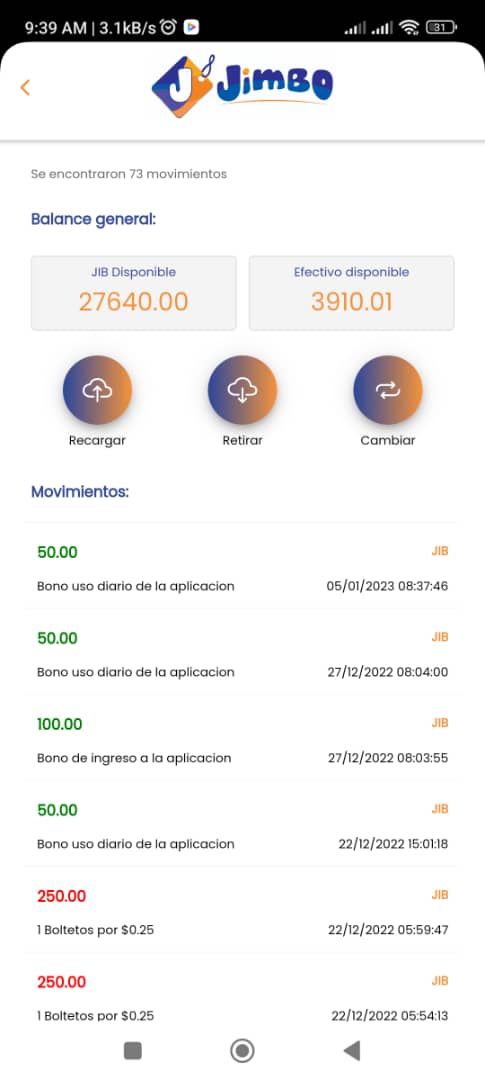 9:39 AM | 3.1kB/s
31
JiMBO
Se encontraron 73 movimientos
Balance general:
JIB Disponible
27640.00
Efectivo disponible
3910.01
Recargar
Retirar
Cambiar
Movimientos:
50.00 JIB
Bono uso diario de la aplicacion 05/01/2023 08:37:46
50.00 JIB
Bono uso diario de la aplicacion 27/12/2022 08:04:00
100.00 JIB
Bono de ingreso a la aplicacion 27/12/2022 08:03:55
50.00 JIB
Bono uso diario de la aplicacion 22/12/2022 15:01:18
250.00 JIB
1 Boltetos por $0.25 22/12/2022 05:59:47
250.00 JIB
1 Boltetos por $0.25 22/12/2022 05:54:13